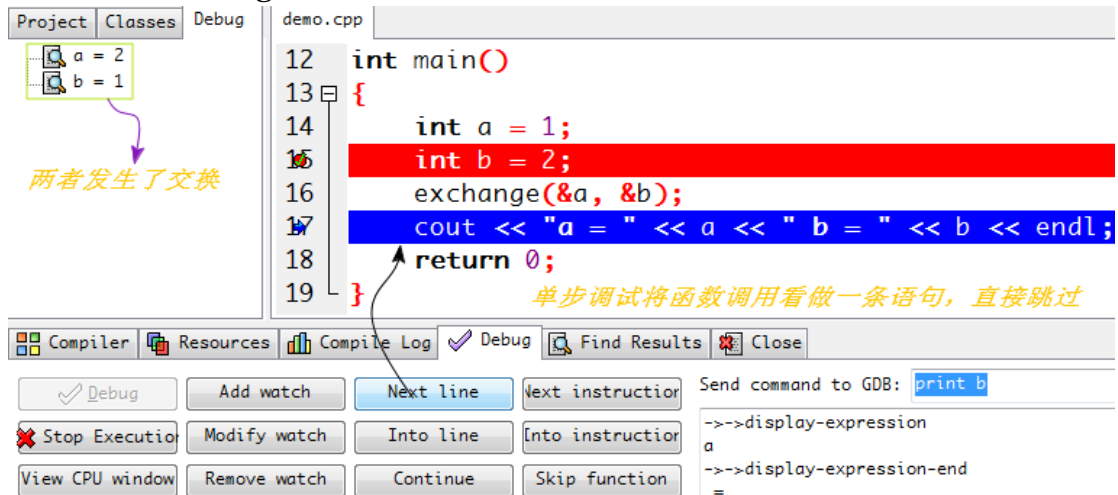 Project Classes Debug
demo.cpp
a = 2
b = 1
两者发生了交换
12 int main()
13 {
14 int a = 1;
15 int b = 2;
16 exchange(&a, &b);
17 cout << "a = " << a << " b = " << b << endl;
18 return 0;
19 }
单步调试将函数调用看做一条语句，直接跳过
Compiler Resources Compile Log Debug Find Results Close
Debug Add watch Next line Next instruction
Send command to GDB: print b
Stop Execution Modify watch Into line Into instruction
View CPU window Remove watch Continue Skip function
->->display-expression
a
->->display-expression-end
=